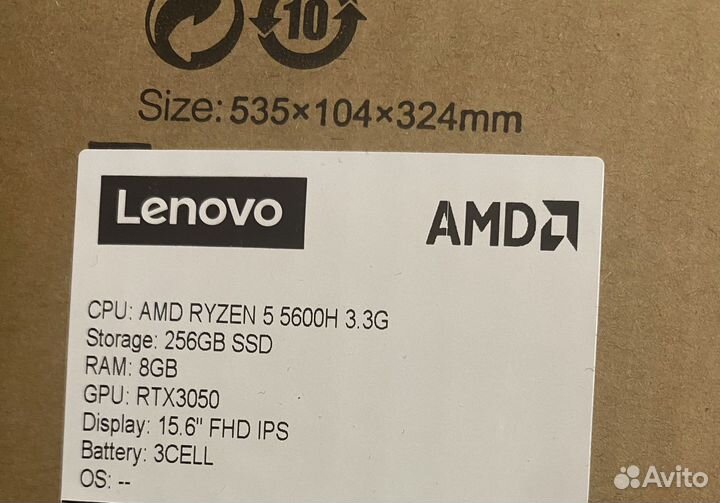 10
Size: 535×104×324mm
Lenovo
AMD
CPU: AMD RYZEN 5 5600H 3.3G
Storage: 256GB SSD
RAM: 8GB
GPU: RTX3050
Display: 15.6" FHD IPS
Battery: 3CELL
OS: --
Avito